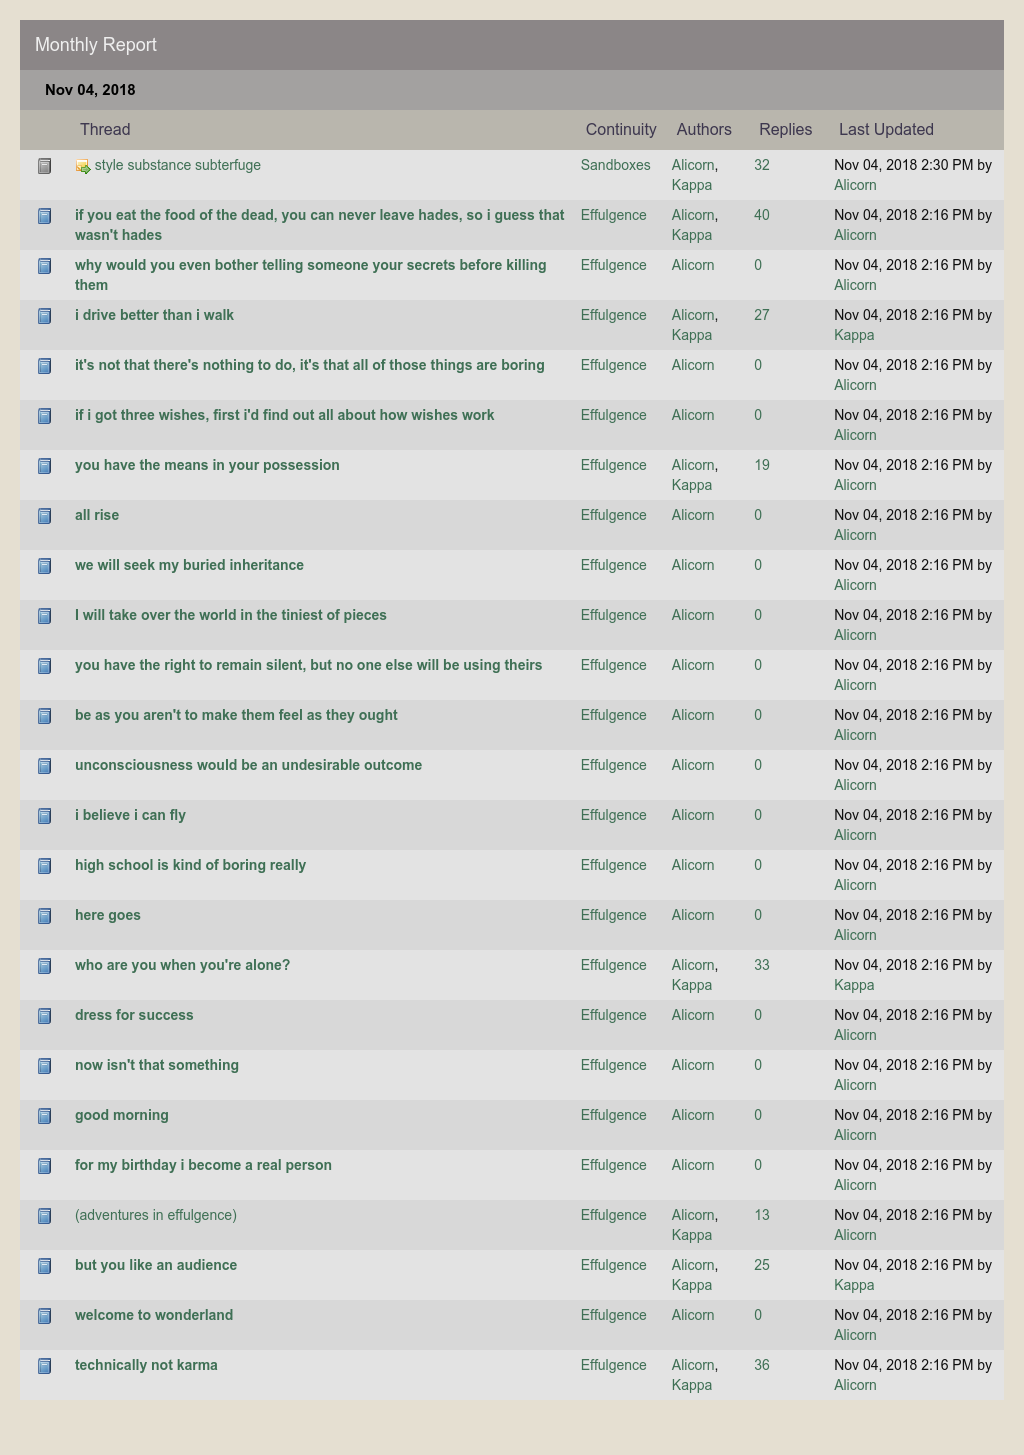 Monthly Report
Nov 04, 2018
Thread Continuity Authors Replies Last Updated
style substance subterfuge Sandboxes Alicorn, 32 Nov 04, 2018 2:30 PM by
Kappa Alicorn
if you eat the food of the dead, you can never leave hades, so i guess that Effulgence Alicorn, 40 Nov 04, 2018 2:16 PM by
wasn't hades Kappa Alicorn
why would you even bother telling someone your secrets before killing Effulgence Alicorn 0 Nov 04, 2018 2:16 PM by
them Alicorn
i drive better than i walk Effulgence Alicorn, 27 Nov 04, 2018 2:16 PM by
Kappa Kappa
it's not that there's nothing to do, it's that all of those things are boring Effulgence Alicorn 0 Nov 04, 2018 2:16 PM by
Alicorn
if i got three wishes, first i'd find out all about how wishes work Effulgence Alicorn 0 Nov 04, 2018 2:16 PM by
Alicorn
you have the means in your possession Effulgence Alicorn, 19 Nov 04, 2018 2:16 PM by
Kappa Alicorn
all rise Effulgence Alicorn 0 Nov 04, 2018 2:16 PM by
Alicorn
we will seek my buried inheritance Effulgence Alicorn 0 Nov 04, 2018 2:16 PM by
Alicorn
I will take over the world in the tiniest of pieces Effulgence Alicorn 0 Nov 04, 2018 2:16 PM by
Alicorn
you have the right to remain silent, but no one else will be using theirs Effulgence Alicorn 0 Nov 04, 2018 2:16 PM by
Alicorn
be as you aren't to make them feel as they ought Effulgence Alicorn 0 Nov 04, 2018 2:16 PM by
Alicorn
unconsciousness would be an undesirable outcome Effulgence Alicorn 0 Nov 04, 2018 2:16 PM by
Alicorn
i believe i can fly Effulgence Alicorn 0 Nov 04, 2018 2:16 PM by
Alicorn
high school is kind of boring really Effulgence Alicorn 0 Nov 04, 2018 2:16 PM by
Alicorn
here goes Effulgence Alicorn 0 Nov 04, 2018 2:16 PM by
Alicorn
who are you when you're alone? Effulgence Alicorn, 33 Nov 04, 2018 2:16 PM by
Kappa Kappa
dress for success Effulgence Alicorn 0 Nov 04, 2018 2:16 PM by
Alicorn
now isn't that something Effulgence Alicorn 0 Nov 04, 2018 2:16 PM by
Alicorn
good morning Effulgence Alicorn 0 Nov 04, 2018 2:16 PM by
Alicorn
for my birthday i become a real person Effulgence Alicorn 0 Nov 04, 2018 2:16 PM by
Alicorn
(adventures in effulgence) Effulgence Alicorn, 13 Nov 04, 2018 2:16 PM by
Kappa Alicorn
but you like an audience Effulgence Alicorn, 25 Nov 04, 2018 2:16 PM by
Kappa Kappa
welcome to wonderland Effulgence Alicorn 0 Nov 04, 2018 2:16 PM by
Alicorn
technically not karma Effulgence Alicorn, 36 Nov 04, 2018 2:16 PM by
Kappa Alicorn